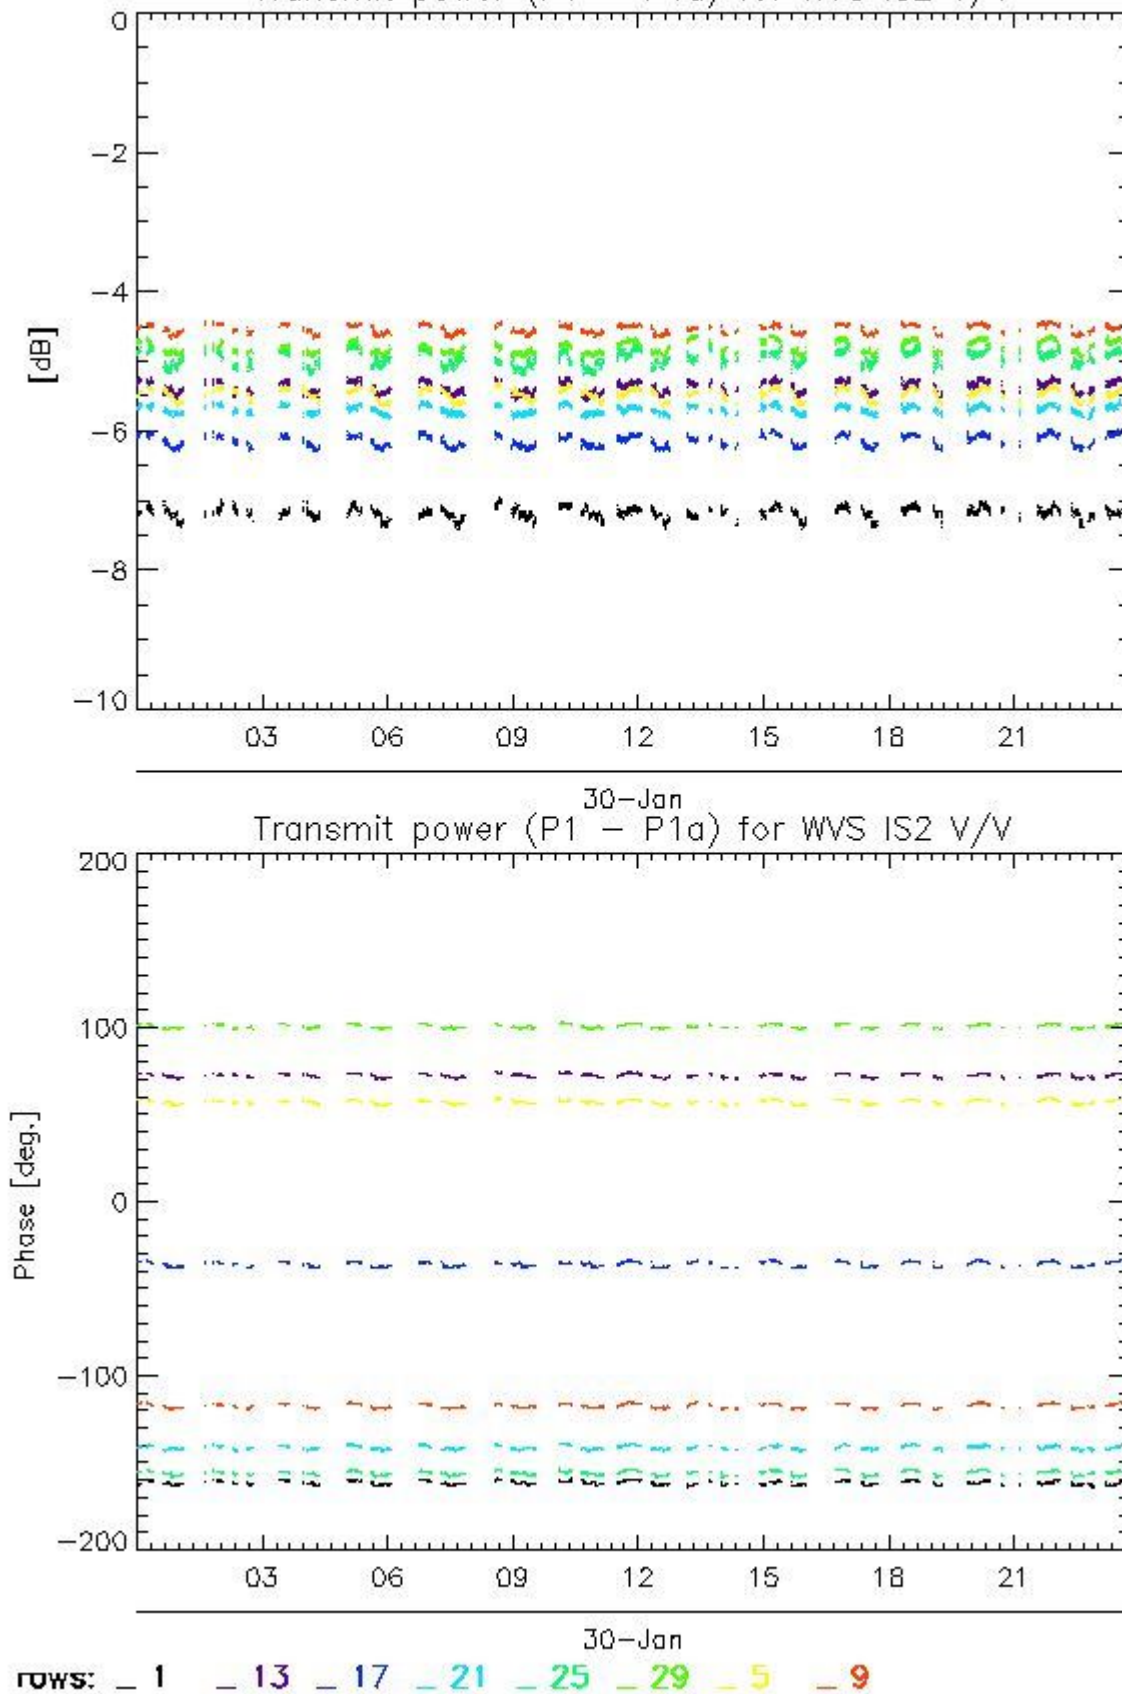 0
−2
−4
[dB]
−6
−8
−10
03 06 09 12 15 18 21
30-Jan
Transmit power (P1 − P1a) for WVS IS2 V/V
200
100
Phase [deg.]
0
−100
−200
03 06 09 12 15 18 21
30-Jan
rows: _ 1 _ 13 _ 17 _ 21 _ 25 _ 29 _ 5 _ 9